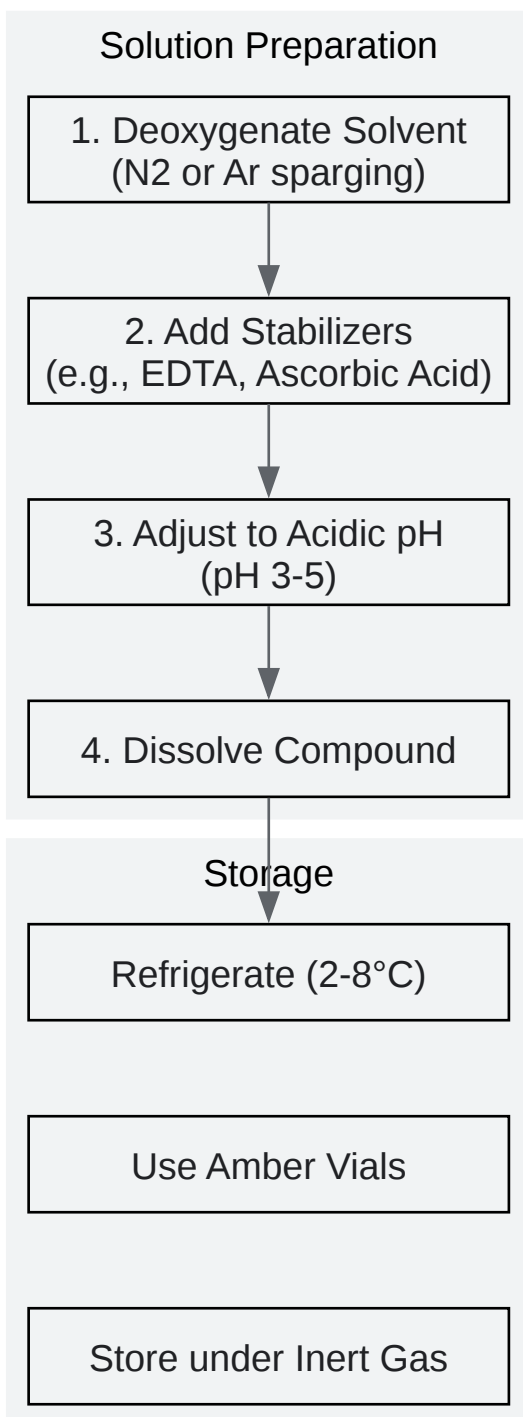 Solution Preparation
1. Deoxygenate Solvent
(N2 or Ar sparging)
2. Add Stabilizers
(e.g., EDTA, Ascorbic Acid)
3. Adjust to Acidic pH
(pH 3-5)
4. Dissolve Compound
Storage
Refrigerate (2-8°C)
Use Amber Vials
Store under Inert Gas